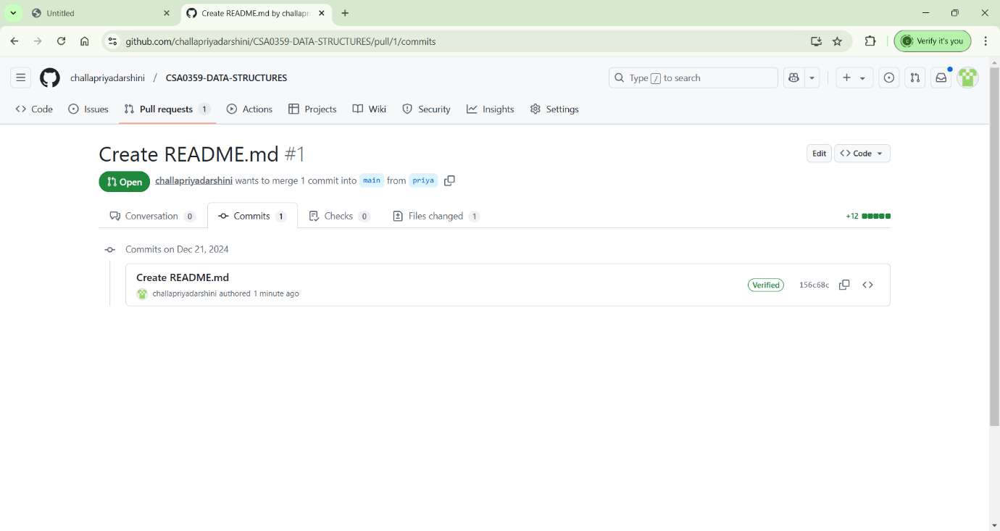 Untitled
Create README.md by challapri
github.com/challapriyadarshini/CSA0359-DATA-STRUCTURES/pull/1/commits
Verify it's you
challapriyadarshini / CSA0359-DATA-STRUCTURES
Type / to search
Code
Issues
Pull requests 1
Actions
Projects
Wiki
Security
Insights
Settings
Create README.md #1
Edit
Code
Open
challapriyadarshini wants to merge 1 commit into main from priya
Conversation 0
Commits 1
Checks 0
Files changed 1
+12
Commits on Dec 21, 2024
Create README.md
challapriyadarshini authored 1 minute ago
Verified
156c68c